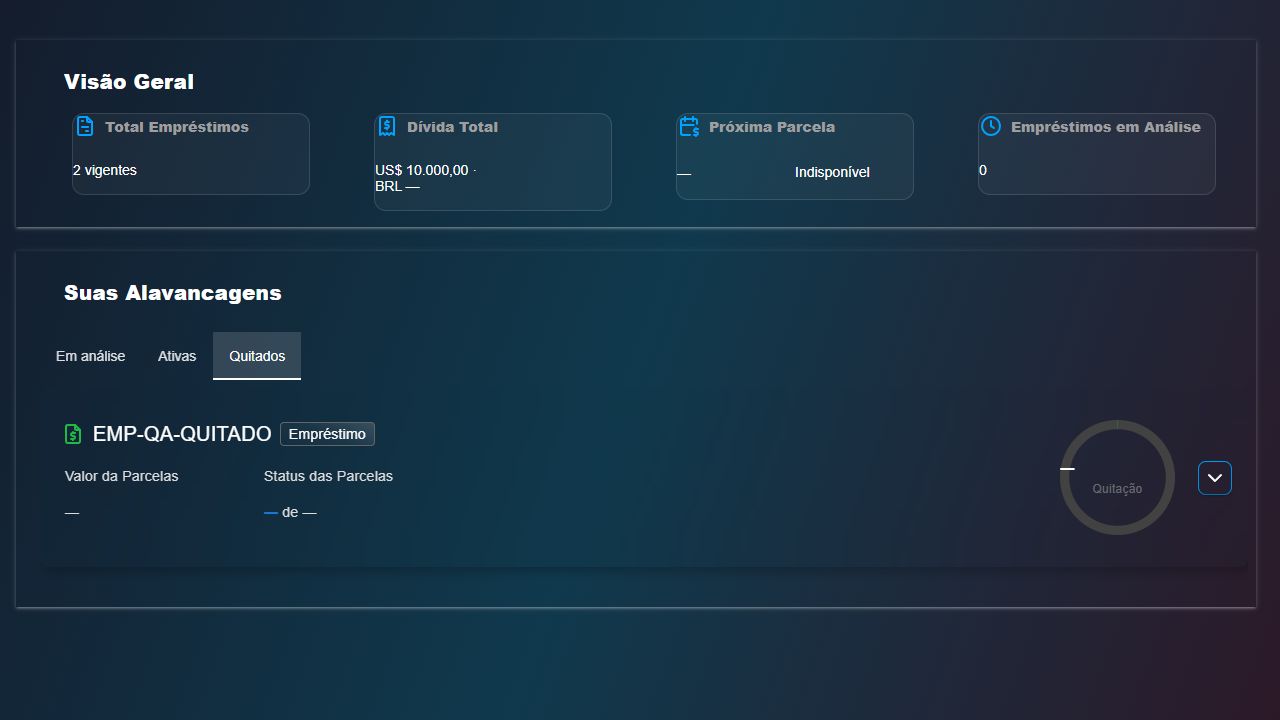 Visão Geral
Total Empréstimos
2 vigentes
Dívida Total
US$ 10.000,00 ·
BRL —
Próxima Parcela
— Indisponível
Empréstimos em Análise
0
Suas Alavancagens
Em análise Ativas Quitados
EMP-QA-QUITADO Empréstimo
Valor da Parcelas Status das Parcelas
— — de —
—
Quitação